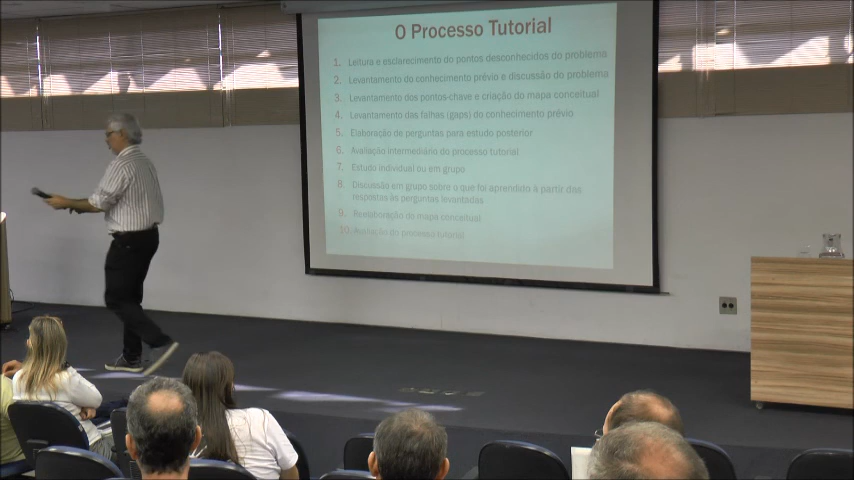 O Processo Tutorial
1. Leitura e esclarecimento do pontos desconhecidos do problema
2. Levantamento do conhecimento prévio e discussão do problema
3. Levantamento dos pontos-chave e criação do mapa conceitual
4. Levantamento das falhas (gaps) do conhecimento prévio
5. Elaboração de perguntas para estudo posterior
6. Avaliação intermediária do processo tutorial
7. Estudo individual ou em grupo
8. Discussão em grupo sobre o que foi aprendido à partir das
respostas às perguntas levantadas
9. Reelaboração do mapa conceitual
10. Avaliação do processo tutorial